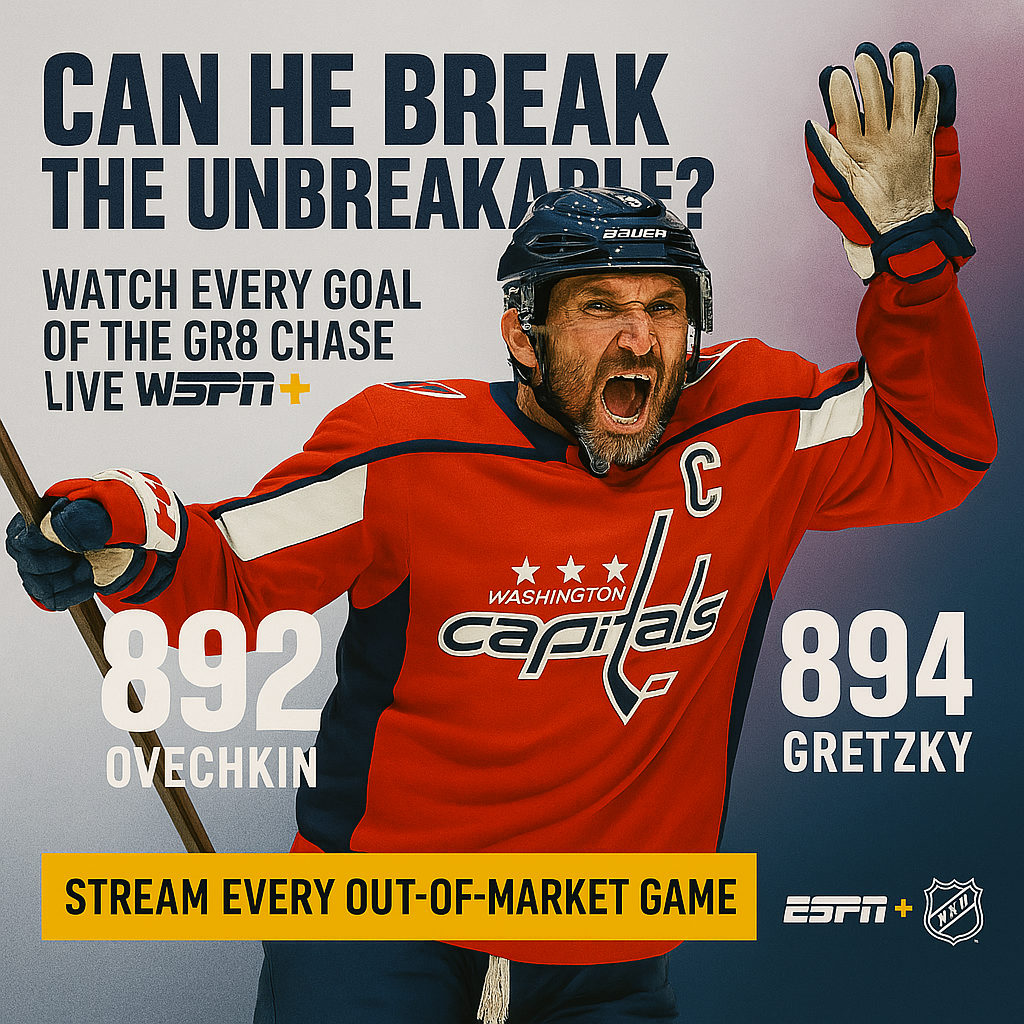 CAN HE BREAK
THE UNBREAKABLE?
WATCH EVERY GOAL
OF THE GR8 CHASE
LIVE WSPN+
BAUER
C
WASHINGTON
capitals
892
OVECHKIN
894
GRETZKY
STREAM EVERY OUT-OF-MARKET GAME
ESPN+